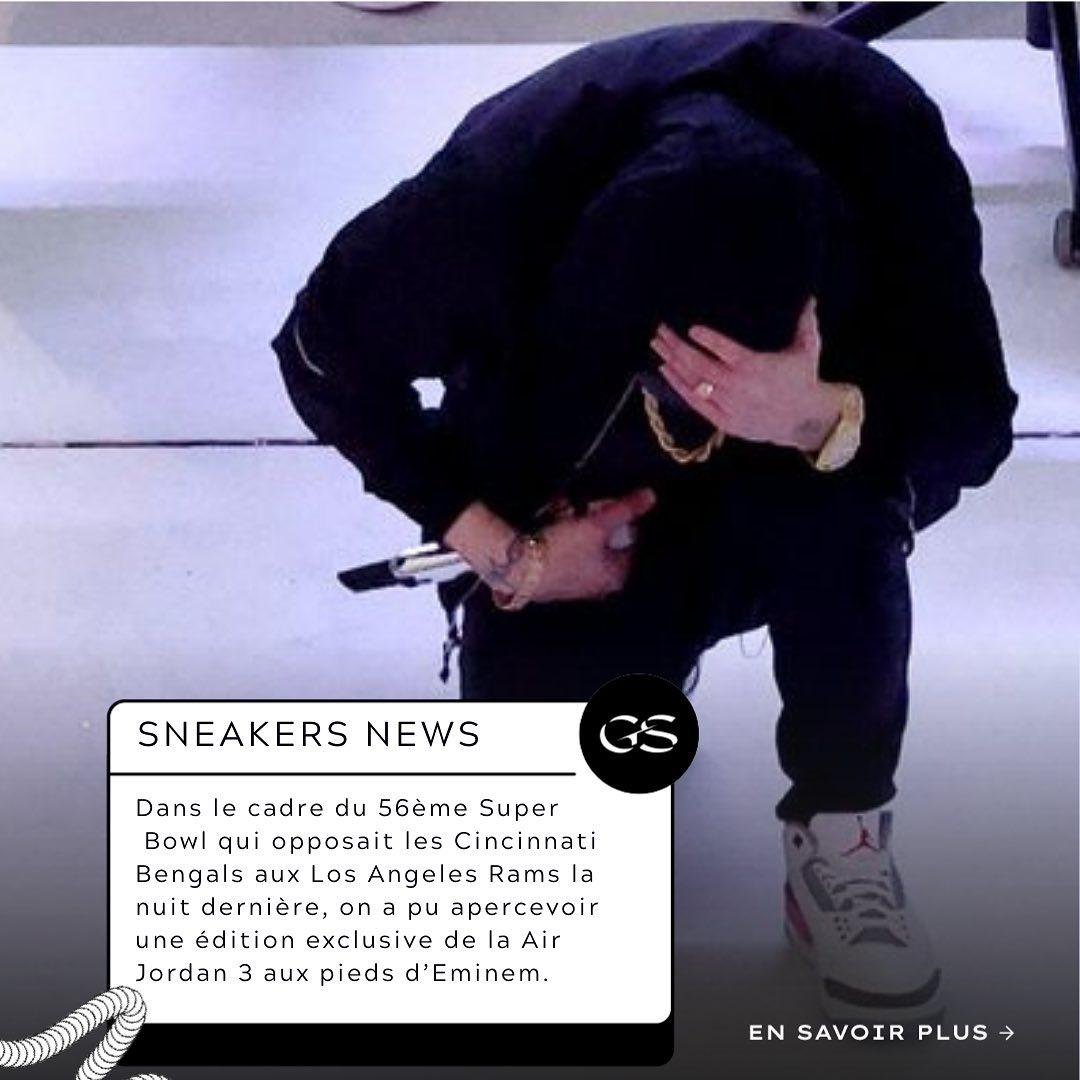 SNEAKERS NEWS
GS
Dans le cadre du 56ème Super
Bowl qui opposait les Cincinnati
Bengals aux Los Angeles Rams la
nuit dernière, on a pu apercevoir
une édition exclusive de la Air
Jordan 3 aux pieds d’Eminem.
EN SAVOIR PLUS →